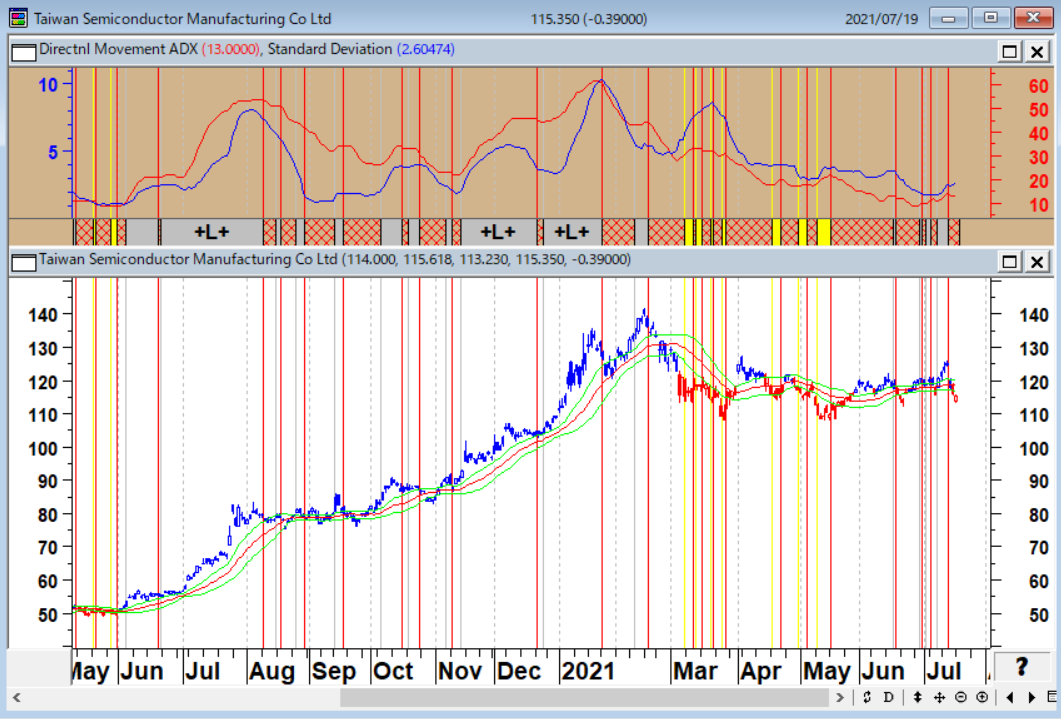 Taiwan Semiconductor Manufacturing Co Ltd 115.350 (-0.39000) 2021/07/19
Directnl Movement ADX (13.0000), Standard Deviation (2.60474)
10 60
50
40
5 30
20
10
+L+ +L+ +L+
Taiwan Semiconductor Manufacturing Co Ltd (114.000, 115.618, 113.230, 115.350, -0.39000)
140 140
130 130
120 120
110 110
100 100
90 90
80 80
70 70
60 60
50 50
May Jun Jul Aug Sep Oct Nov Dec 2021 Mar Apr May Jun Jul ?
D